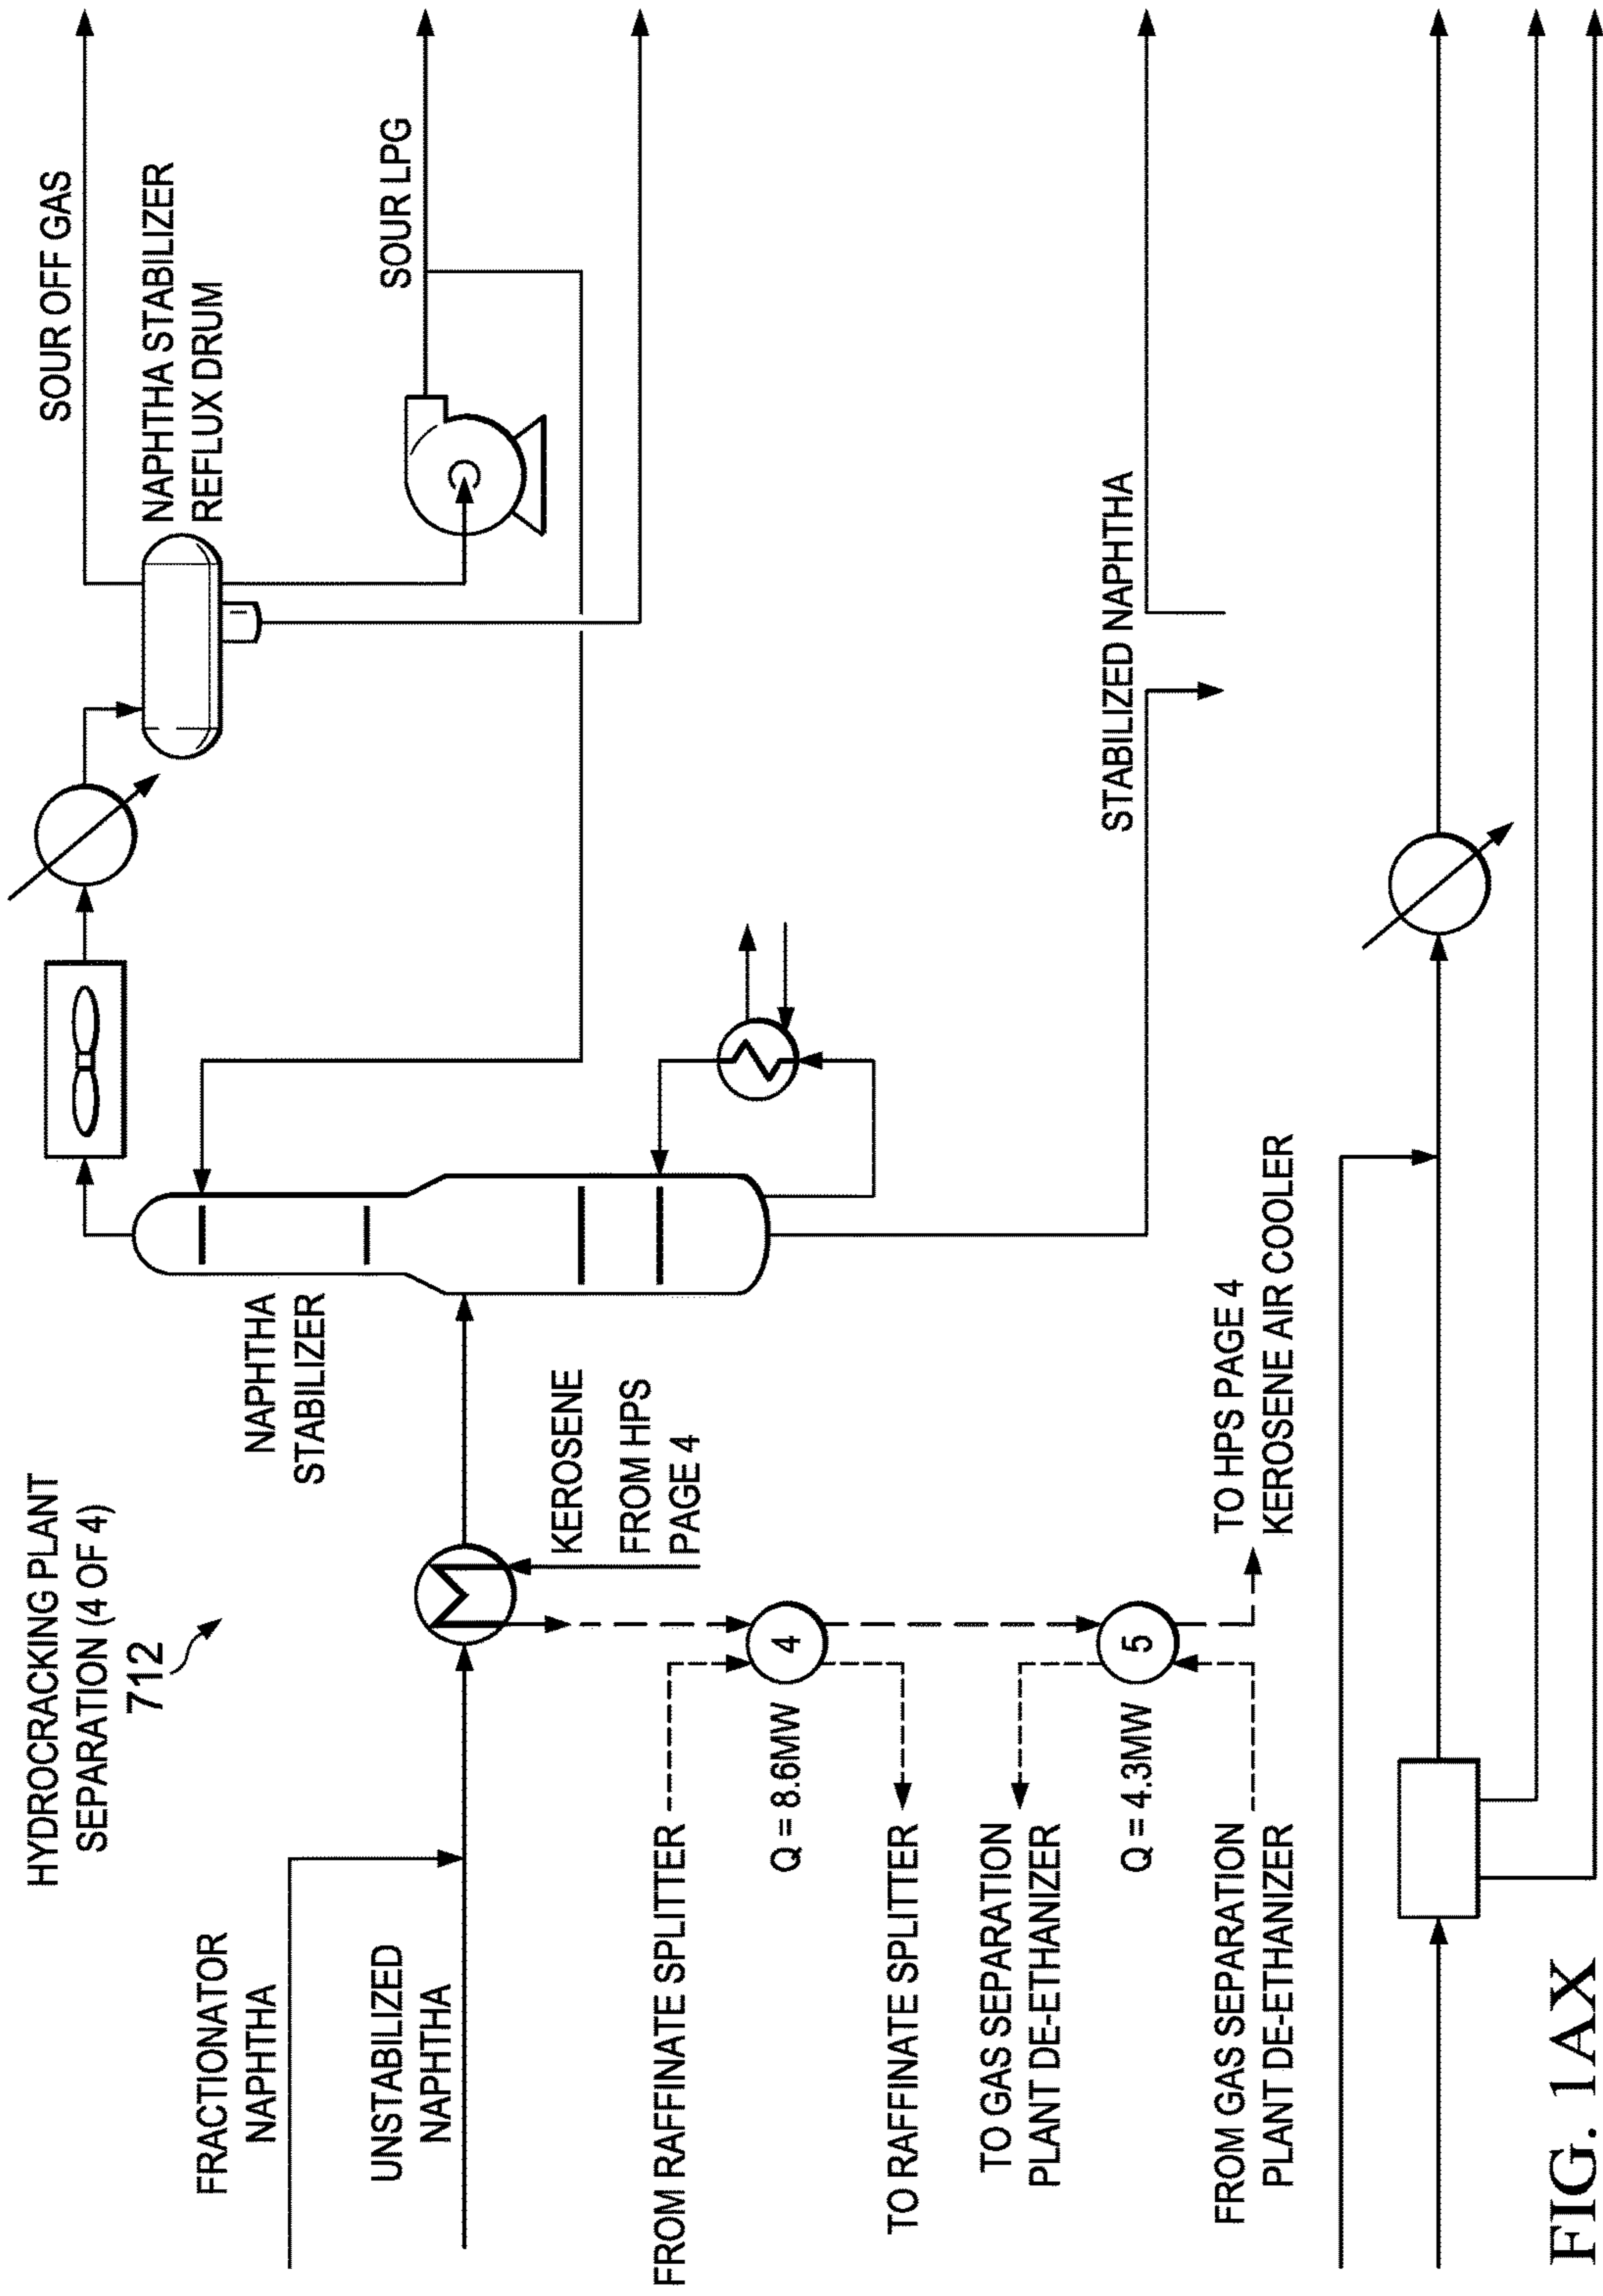 HYDROCRACKING PLANT
SEPARATION (4 OF 4)
712
FRACTIONATOR
NAPHTHA
UNSTABILIZED
NAPHTHA
NAPHTHA
STABILIZER
SOUR OFF GAS
NAPHTHA STABILIZER
REFLUX DRUM
SOUR LPG
KEROSENE
FROM HPS
PAGE 4
FROM RAFFINATE SPLITTER
4
Q = 8.6MW
TO RAFFINATE SPLITTER
TO GAS SEPARATION
PLANT DE-ETHANIZER
5
Q = 4.3MW
FROM GAS SEPARATION
PLANT DE-ETHANIZER
TO HPS PAGE 4
KEROSENE AIR COOLER
STABILIZED NAPHTHA
FIG. 1AX